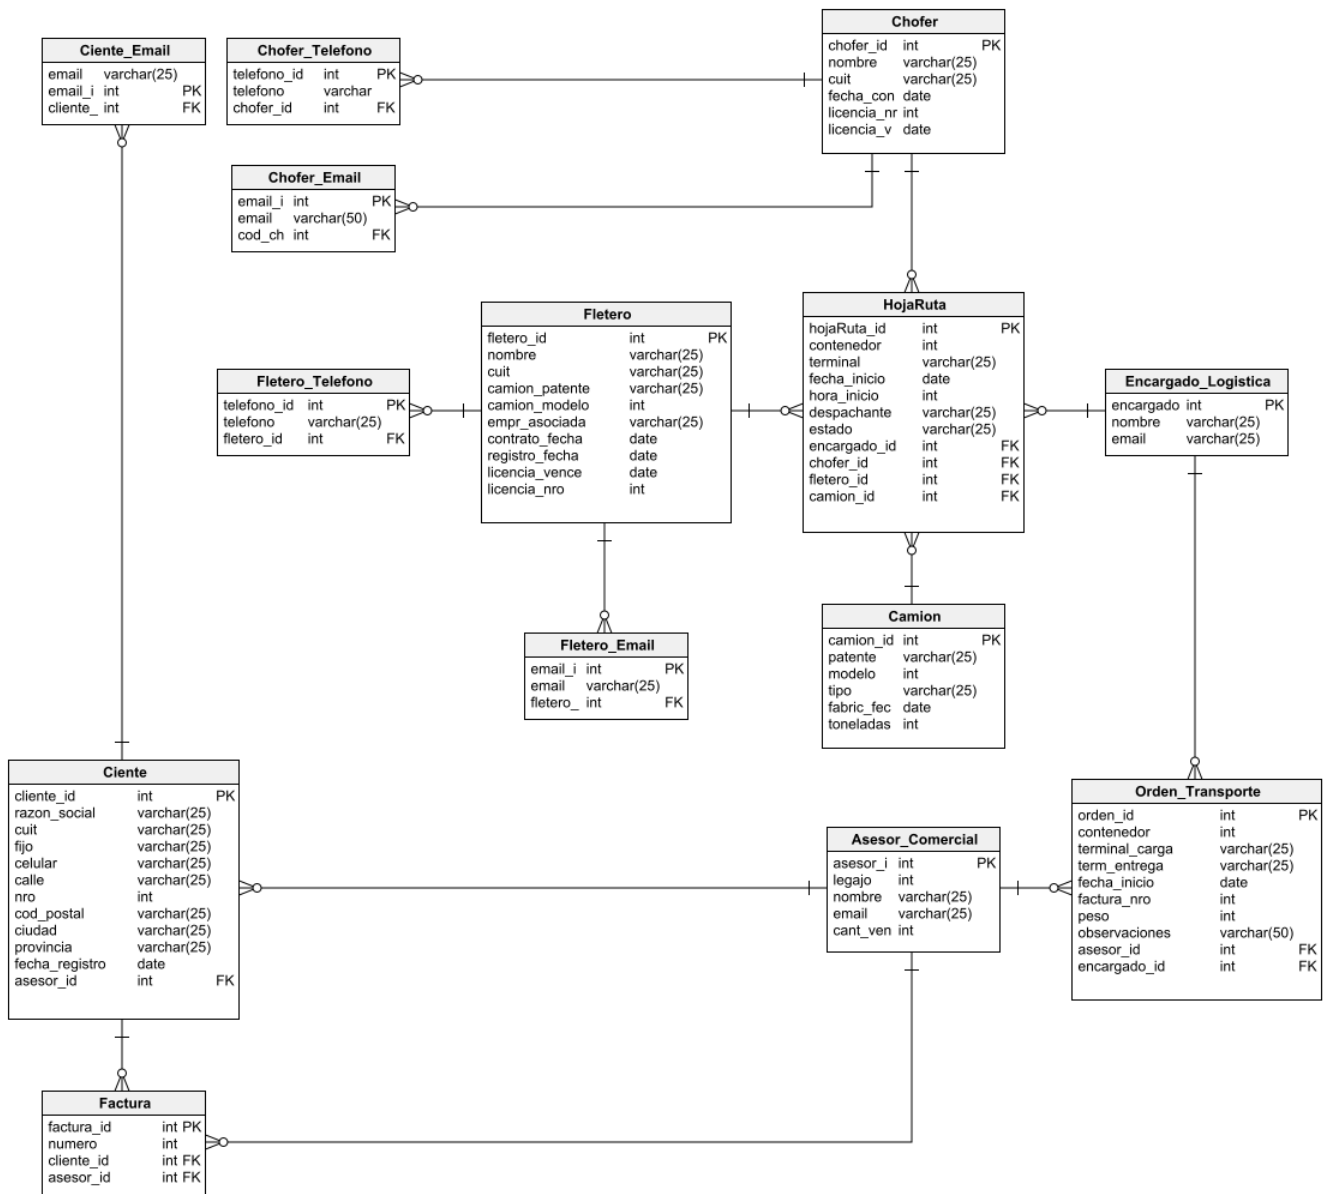 Chofer
chofer_id int PK
nombre varchar(25)
cuit varchar(25)
fecha_con date
licencia_nr int
licencia_v date
Ciente_Email
email varchar(25)
email_i int PK
cliente_ int FK
Chofer_Telefono
telefono_id int PK
telefono varchar
chofer_id int FK
Chofer_Email
email_i int PK
email varchar(50)
cod_ch int FK
Fletero
fletero_id int PK
nombre varchar(25)
cuit varchar(25)
camion_patente varchar(25)
camion_modelo int
empr_asociada varchar(25)
contrato_fecha date
registro_fecha date
licencia_vence date
licencia_nro int
HojaRuta
hojaRuta_id int PK
contenedor int
terminal varchar(25)
fecha_inicio date
hora_inicio int
despachante varchar(25)
estado varchar(25)
encargado_id int FK
chofer_id int FK
fletero_id int FK
camion_id int FK
Fletero_Telefono
telefono_id int PK
telefono varchar(25)
fletero_id int FK
Encargado_Logistica
encargado int PK
nombre varchar(25)
email varchar(25)
Fletero_Email
email_i int PK
email varchar(25)
fletero_ int FK
Camion
camion_id int PK
patente varchar(25)
modelo int
tipo varchar(25)
fabric_fec date
toneladas int
Ciente
cliente_id int PK
razon_social varchar(25)
cuit varchar(25)
fijo varchar(25)
celular varchar(25)
calle varchar(25)
nro int
cod_postal varchar(25)
ciudad varchar(25)
provincia varchar(25)
fecha_registro date
asesor_id int FK
Asesor_Comercial
asesor_i int PK
legajo int
nombre varchar(25)
email varchar(25)
cant_ven int
Orden_Transporte
orden_id int PK
contenedor int
terminal_carga varchar(25)
term_entrega varchar(25)
fecha_inicio date
factura_nro int
peso int
observaciones varchar(50)
asesor_id int FK
encargado_id int FK
Factura
factura_id int PK
numero int
cliente_id int FK
asesor_id int FK